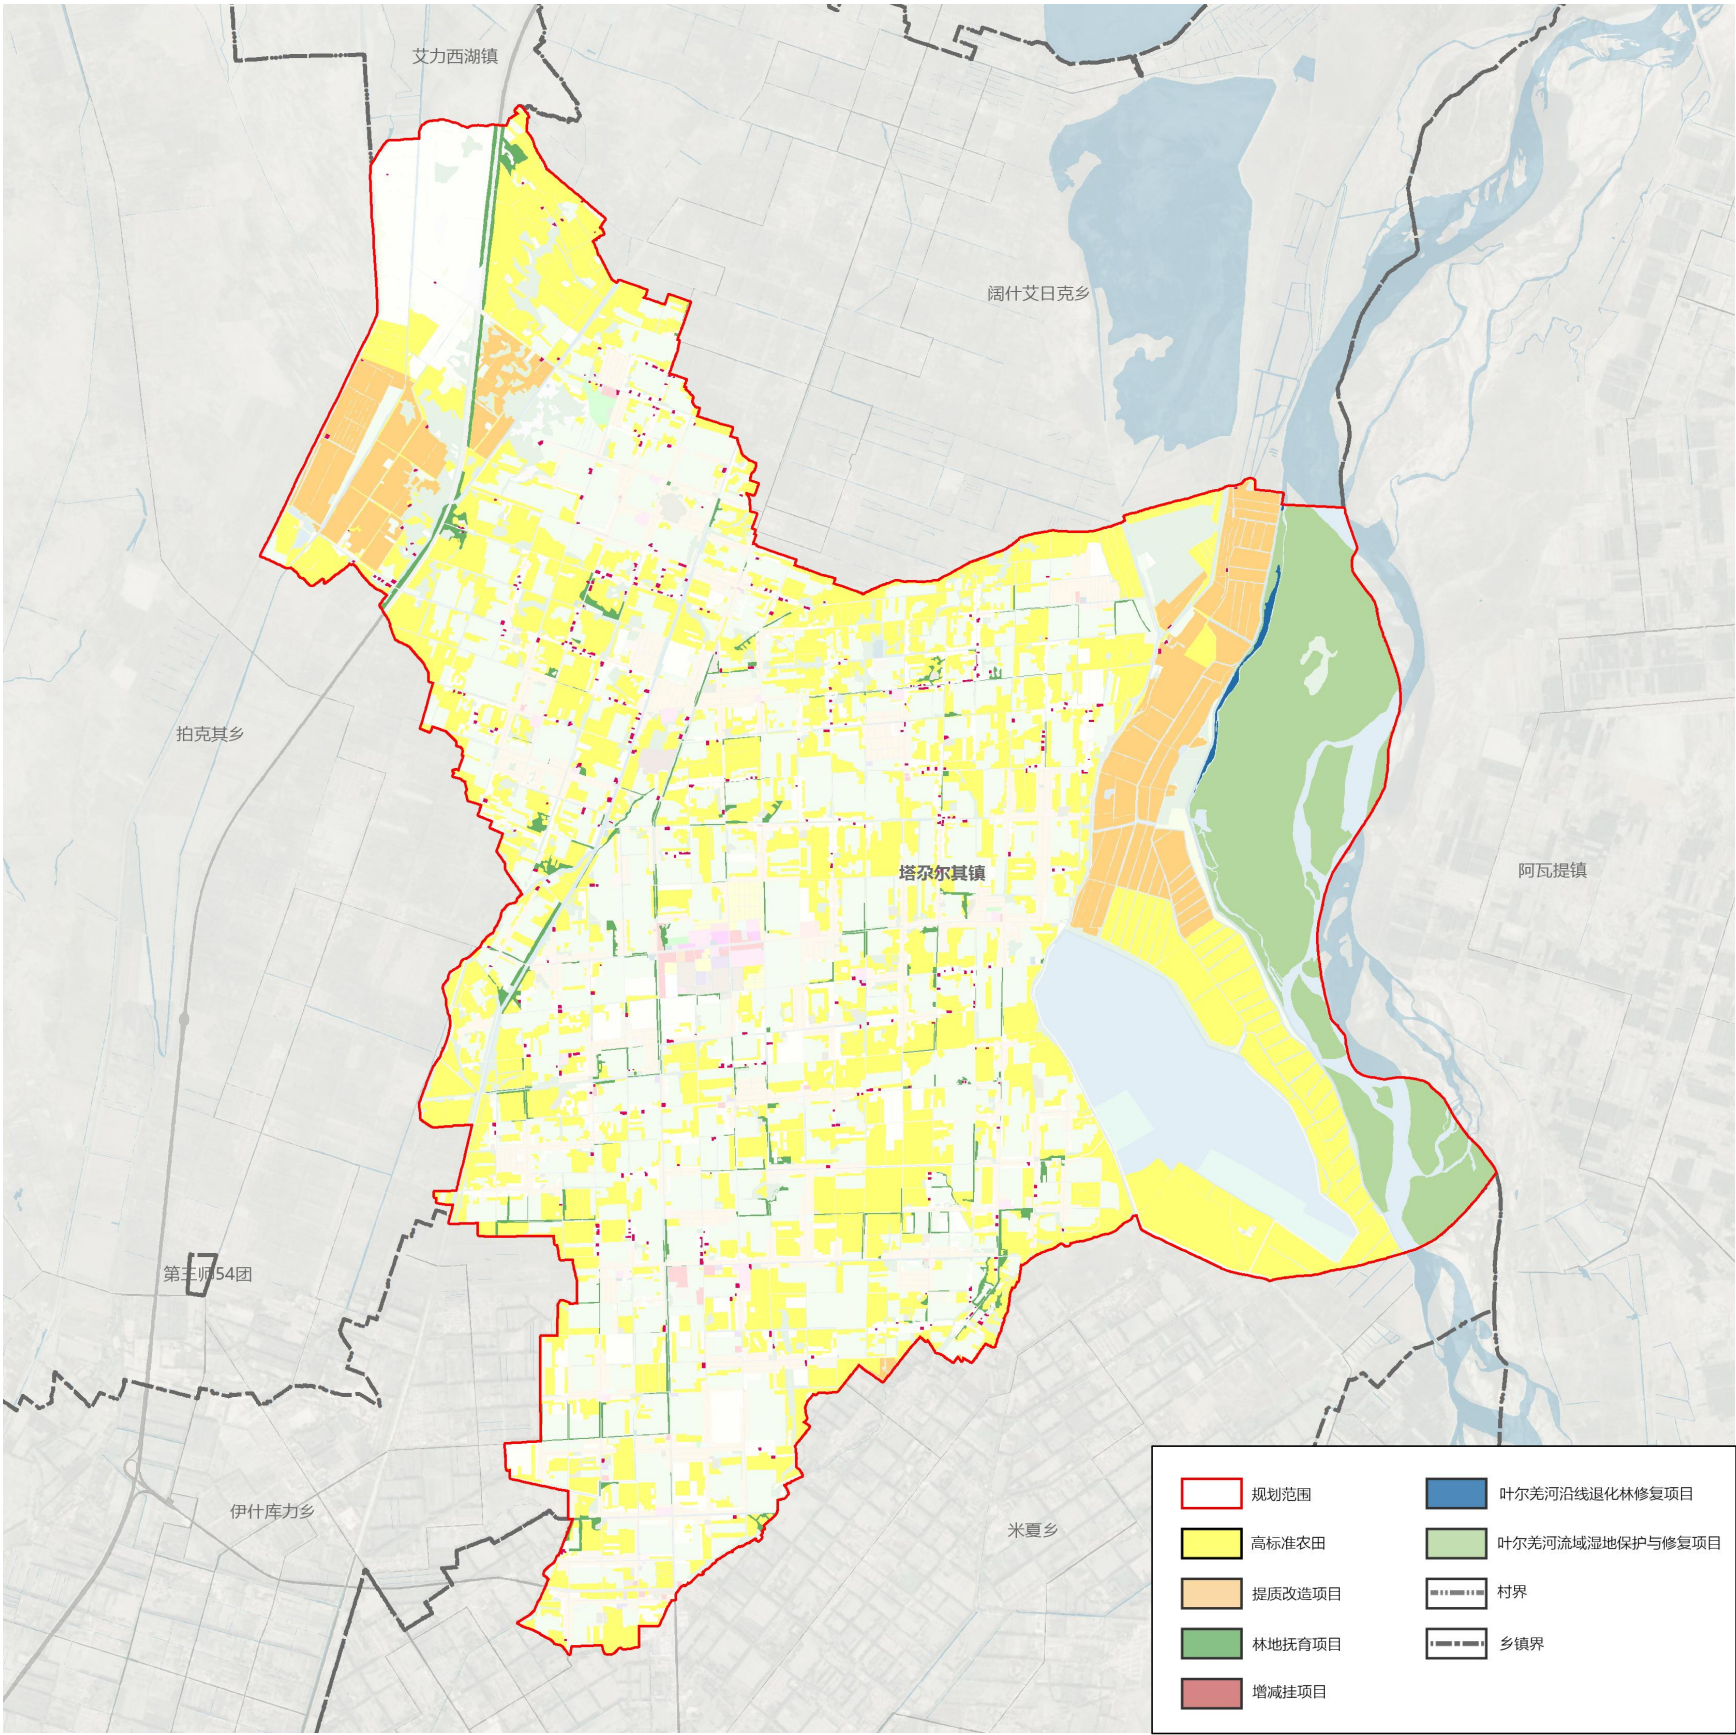 艾力西湖镇
阔什艾日克乡
拍克其乡
塔尕尔其镇
阿瓦提镇
第三师54团
伊什库力乡
米夏乡
规划范围
高标准农田
提质改造项目
林地抚育项目
增减挂项目
叶尔羌河沿线退化林修复项目
叶尔羌河流域湿地保护与修复项目
村界
乡镇界